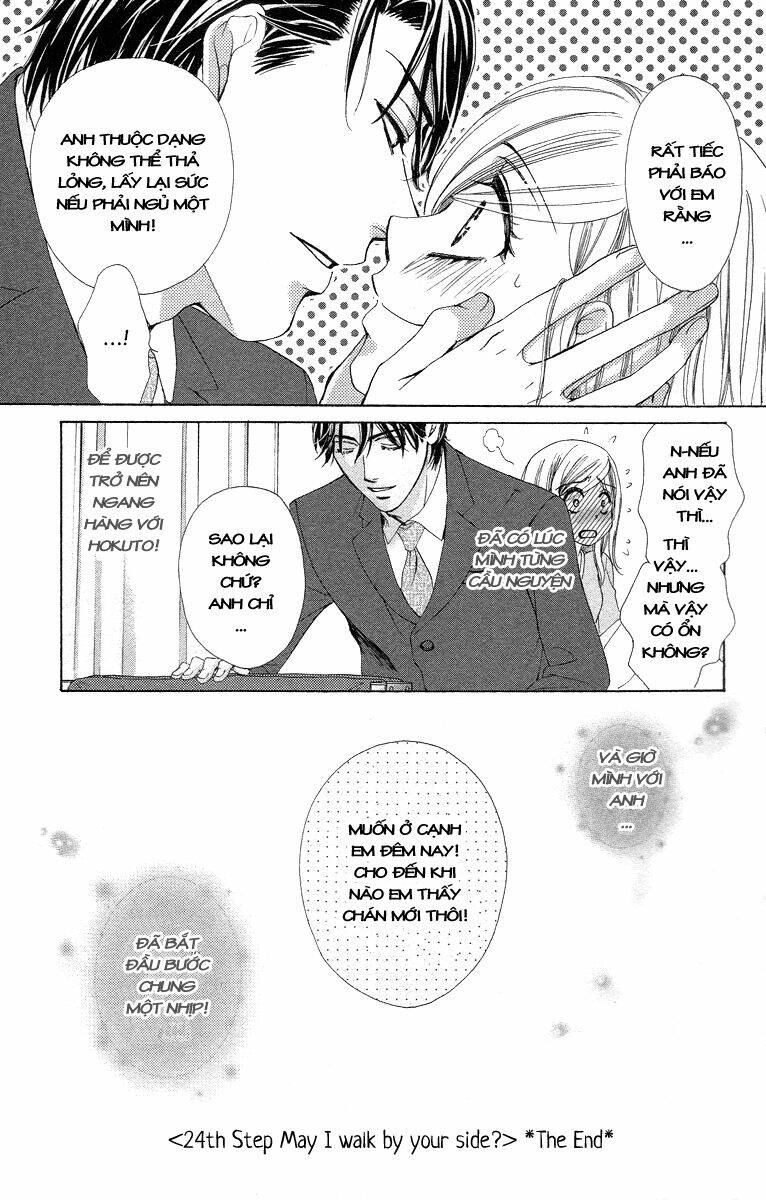 RẤT TIẾC
PHẢI BÁO
VỚI EM
RẰNG
...
ANH THUỘC DẠNG
KHÔNG THỂ THẢ
LỎNG, LẤY LẠI SỨC
NẾU PHẢI NGỦ MỘT
MÌNH!
...!
N-NẾU
ANH ĐÃ
NÓI VẬY
THÌ...
THÌ
VẬY...
NHƯNG
MÀ VẬY
CÓ ỔN
KHÔNG?
ĐÃ CÓ LÚC
MÌNH TỪNG
CẦU NGUYỆN
SAO LẠI
KHÔNG
CHỨ?
ANH CHỈ
...
ĐỂ ĐƯỢC
TRỞ NÊN
NGANG
HÀNG VỚI
HOKUTO!
VÀ GIỜ
MÌNH VỚI
ANH
...
MUỐN Ở CẠNH
EM ĐÊM NAY!
CHO ĐẾN KHI
NÀO EM THẤY
CHÁN MỚI THÔI!
ĐÃ BẮT
ĐẦU BƯỚC
CHUNG
MỘT NHỊP!
<24th Step May I walk by your side?> *The End*